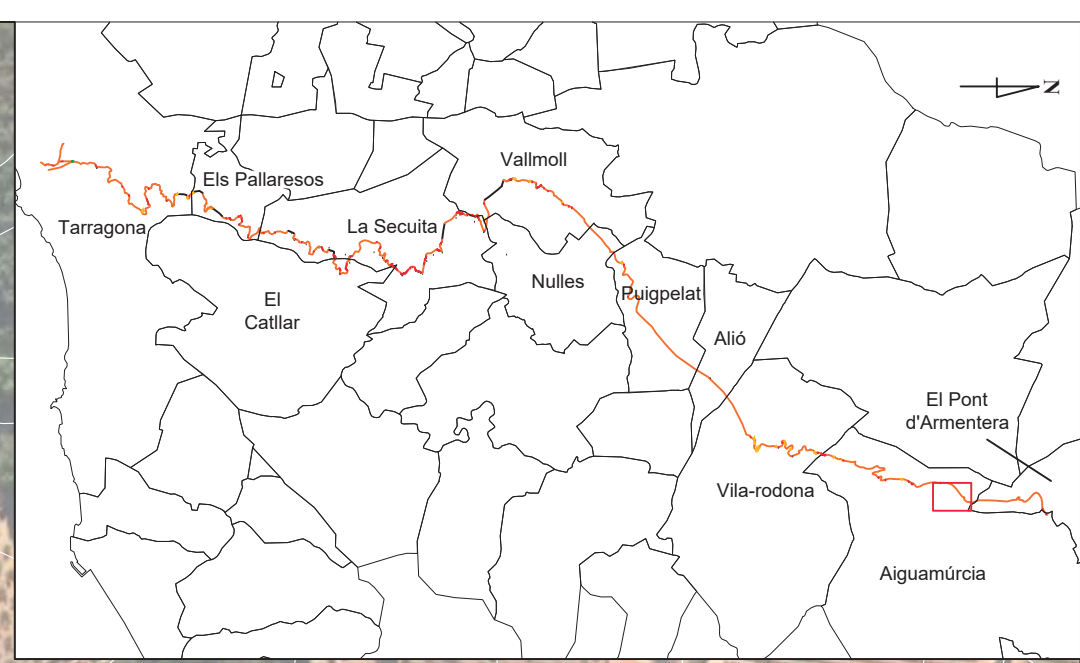 N
Vallmoll
Els Pallaresos
Tarragona
La Secuita
Nulles
Puigpelat
El
Catllar
Alió
El Pont
d'Armentera
Vila-rodona
Aiguamúrcia